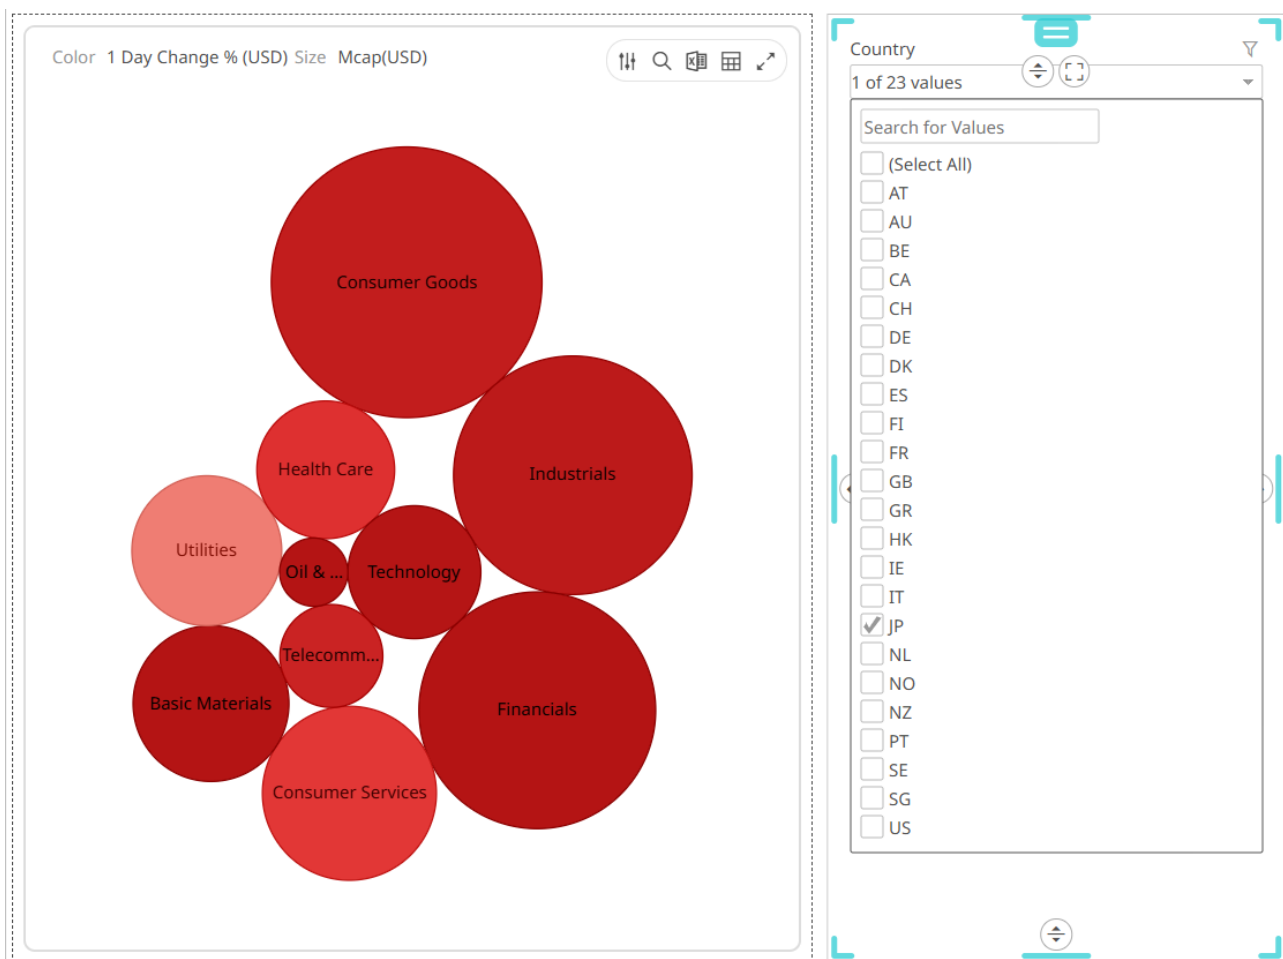 Color 1 Day Change % (USD) Size Mcap(USD)
Consumer Goods
Health Care
Industrials
Utilities
Oil & ...
Technology
Telecomm...
Basic Materials
Financials
Consumer Services
Country
1 of 23 values
Search for Values
(Select All)
AT
AU
BE
CA
CH
DE
DK
ES
FI
FR
GB
GR
HK
IE
IT
JP
NL
NO
NZ
PT
SE
SG
US